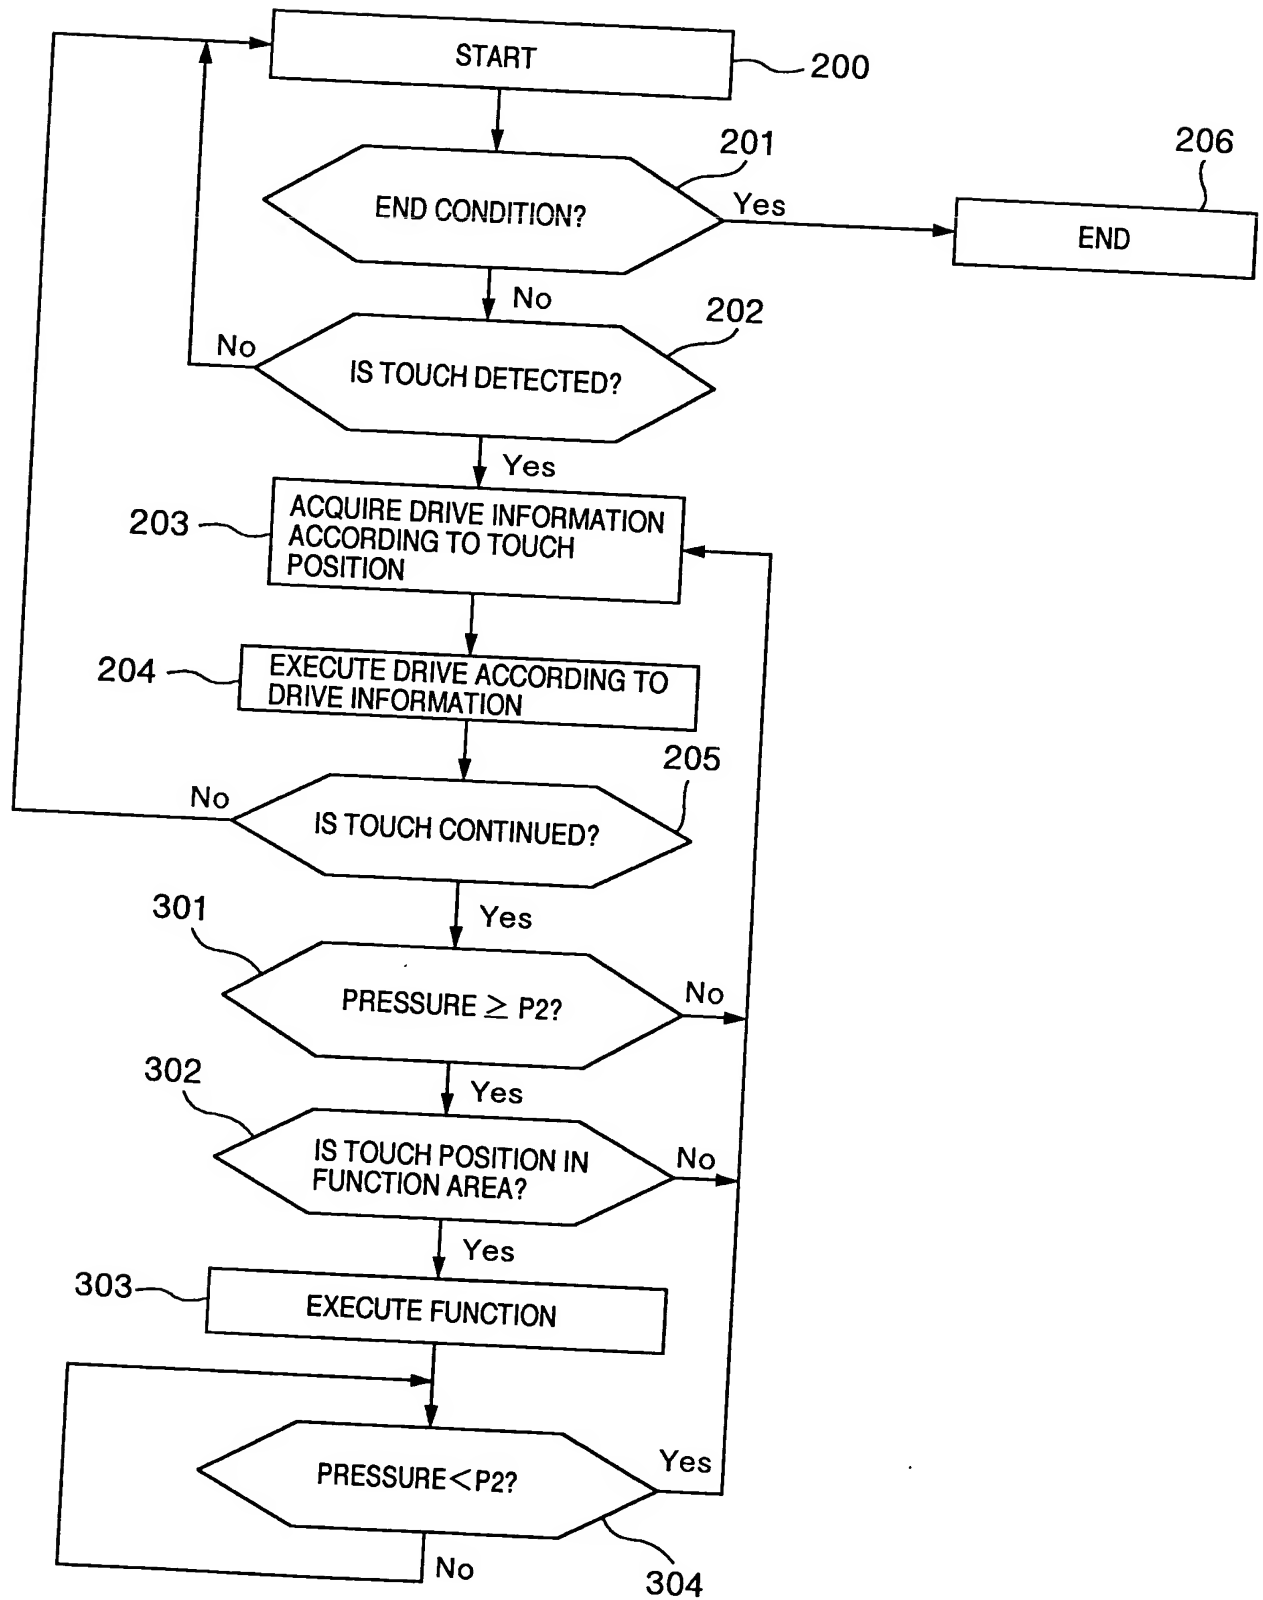 START
200
201
206
END CONDITION?
Yes
END
No
202
No
IS TOUCH DETECTED?
Yes
203
ACQUIRE DRIVE INFORMATION
ACCORDING TO TOUCH
POSITION
204
EXECUTE DRIVE ACCORDING TO
DRIVE INFORMATION
205
No
IS TOUCH CONTINUED?
301
Yes
PRESSURE ≥ P2?
No
302
Yes
IS TOUCH POSITION IN
FUNCTION AREA?
No
Yes
303
EXECUTE FUNCTION
PRESSURE<P2?
Yes
No
304